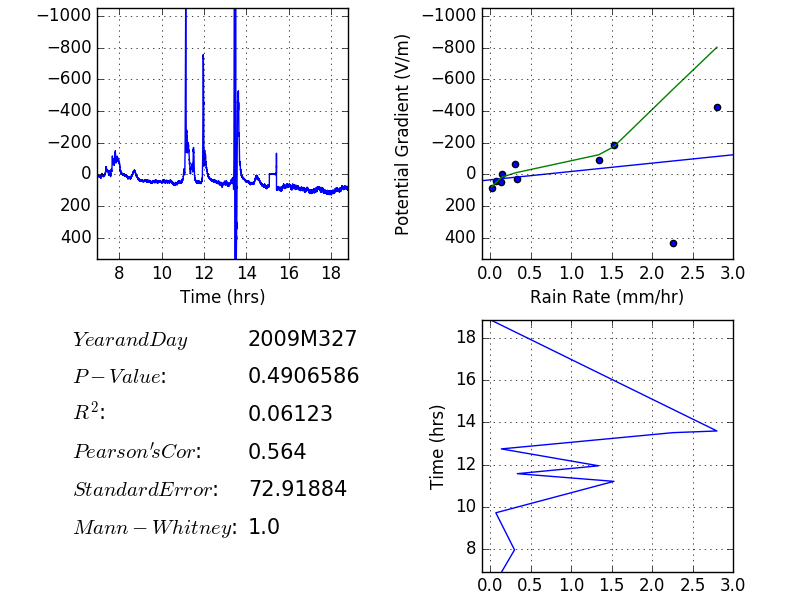 −1000
−800
−600
−400
−200
0
200
400
8 10 12 14 16 18
Time (hrs)
Potential Gradient (V/m)
−1000
−800
−600
−400
−200
0
200
400
0.0 0.5 1.0 1.5 2.0 2.5 3.0
Rain Rate (mm/hr)
YearandDay 2009M327
P−Value: 0.4906586
R²: 0.06123
Pearson'sCor: 0.564
StandardError: 72.91884
Mann−Whitney: 1.0
Time (hrs)
18
16
14
12
10
8
0.0 0.5 1.0 1.5 2.0 2.5 3.0